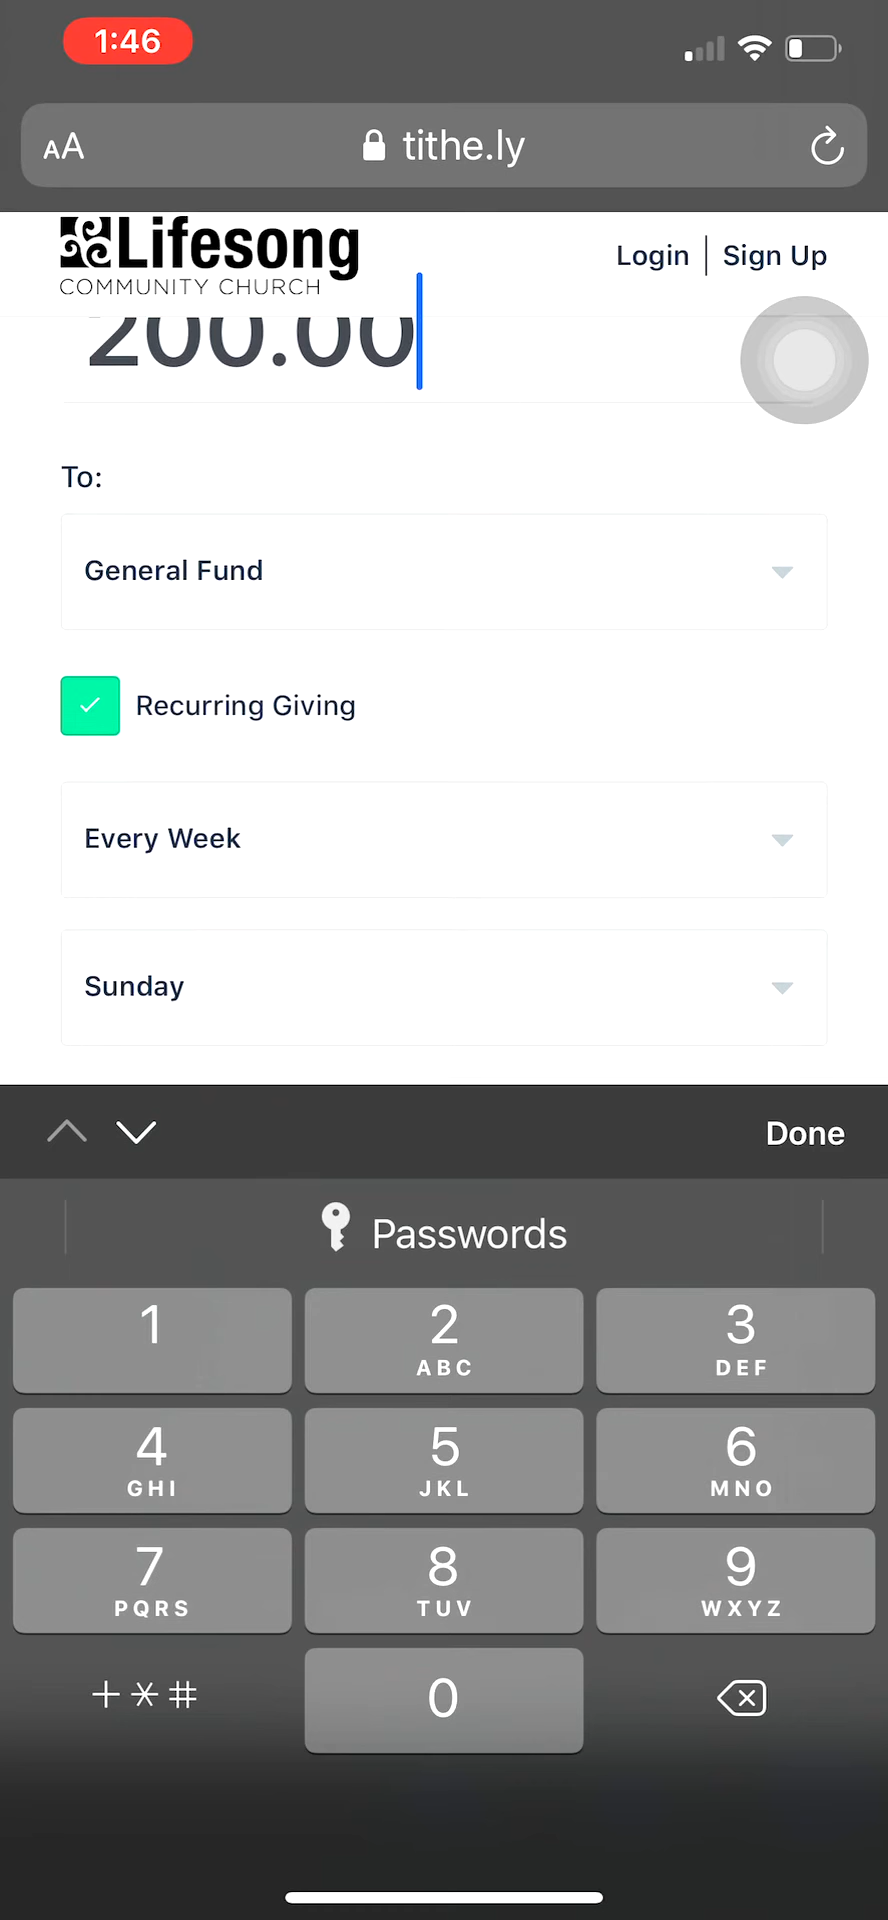 1:46
AA
tithe.ly
Lifesong
COMMUNITY CHURCH
Login
Sign Up
200.00
To:
General Fund
Recurring Giving
Every Week
Sunday
Done
Passwords
1
2
ABC
3
DEF
4
GHI
5
JKL
6
MNO
7
PQRS
8
TUV
9
WXYZ
+*#
0